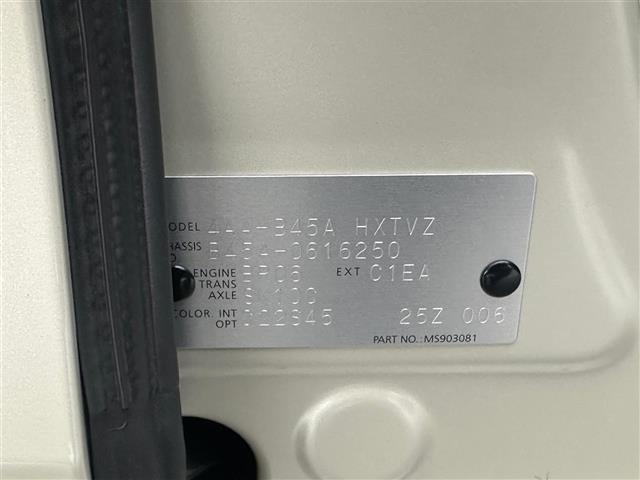 MODEL 4AA-B45A HXTVZ
CHASSIS B45A-0616250
ENGINE BR06 EXT C1EA
TRANS AXLE
COLOR. INT OPT 25Z 006
PART NO.:MS903081